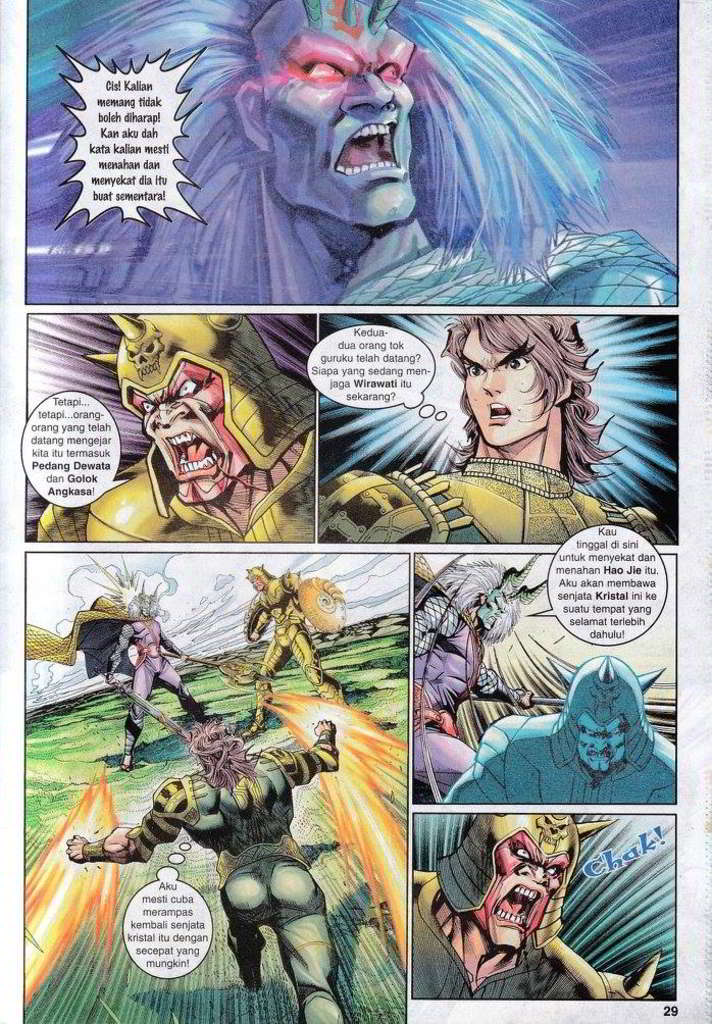 Cis! Kalian
memang tidak
boleh diharap!
Kan aku dah
kata kalian mesti
menahan dan
menyekat dia itu
buat sementara!
Tetapi...
tetapi...orang-
orang yang telah
datang mengejar
kita itu termasuk
Pedang Dewata
dan Golok
Angkasa!
Kedua-
dua orang tok
guruku telah datang?
Siapa yang sedang men-
jaga Wirawati itu
sekarang?
Aku
mesti cuba
merampas
kembali senjata
kristal itu dengan
secepat yang
mungkin!
Kau
tinggal di sini
untuk menyekat dan
menahan Hao Jie itu.
Aku akan membawa
senjata Kristal ini ke
suatu tempat yang
selamat terlebih
dahulu!
Chak!
29